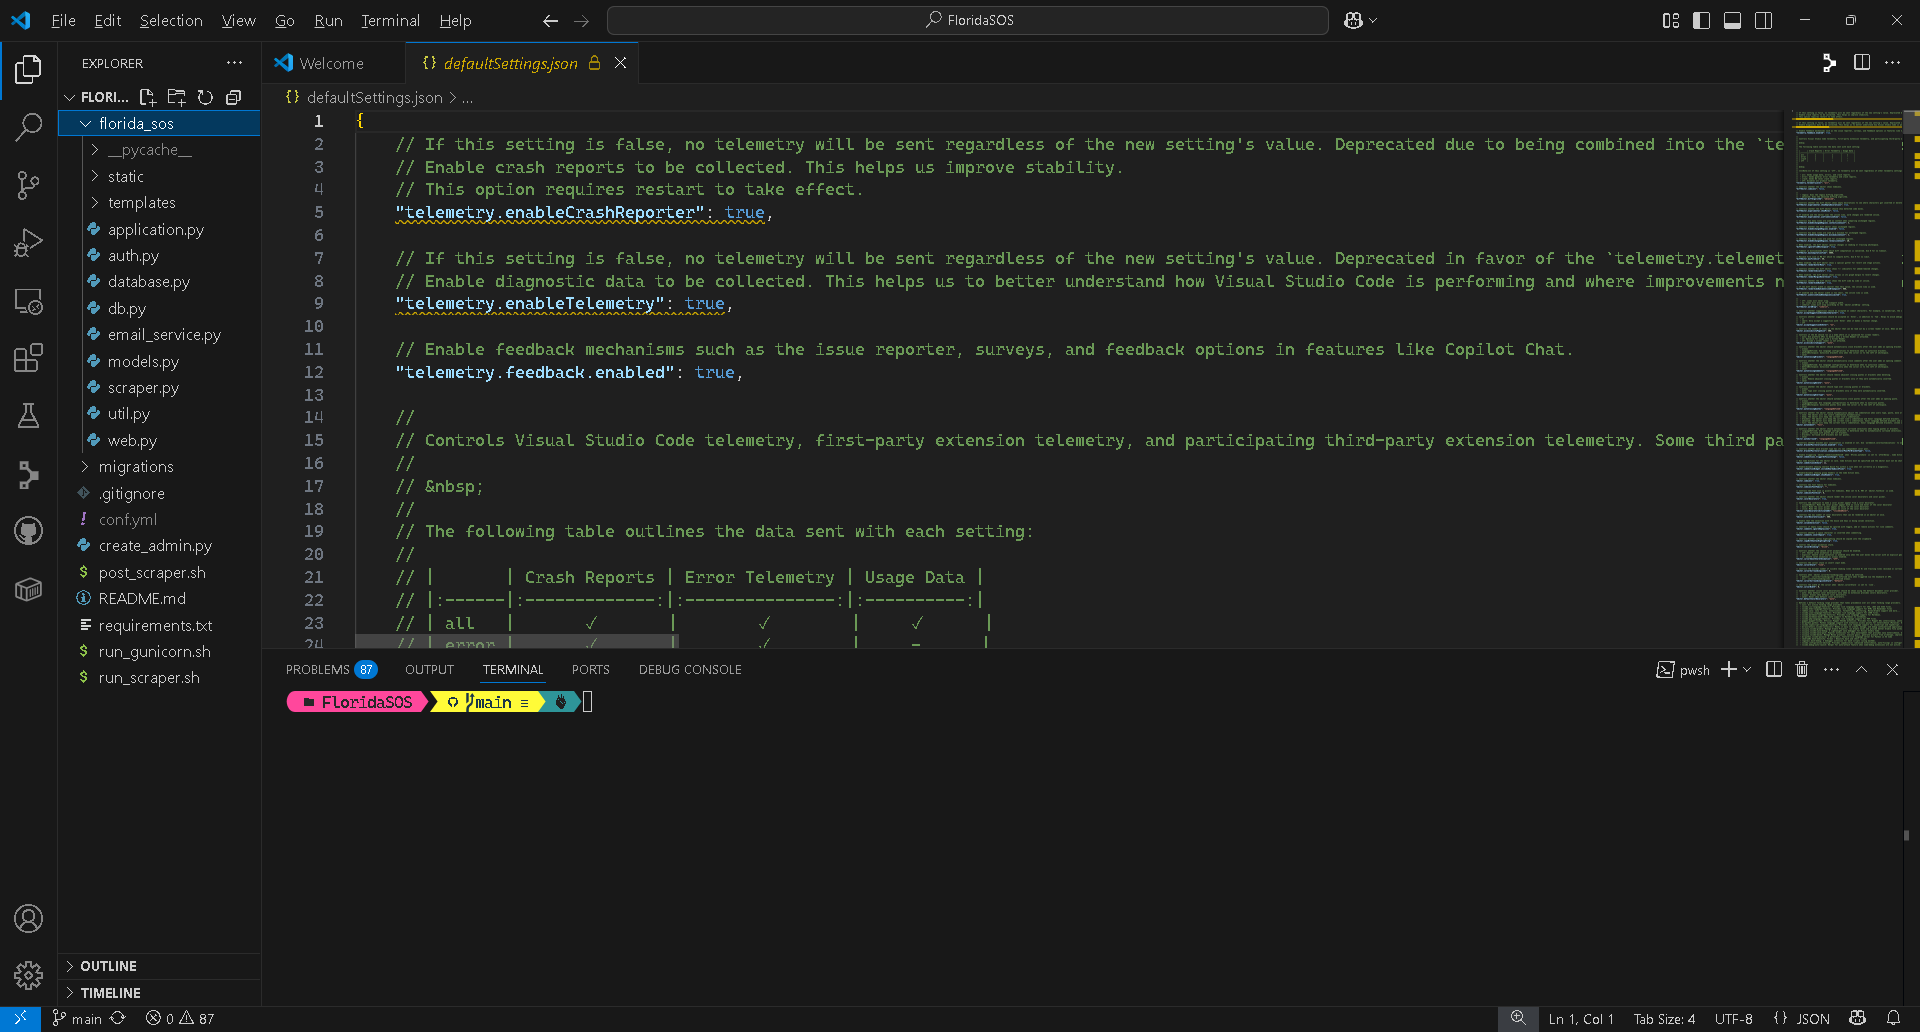 File Edit Selection View Go Run Terminal Help
FloridaSOS
EXPLORER
Welcome
{} defaultSettings.json
FLORI...
{} defaultSettings.json > ...
florida_sos
__pycache__
static
templates
application.py
auth.py
database.py
db.py
email_service.py
models.py
scraper.py
util.py
web.py
migrations
.gitignore
conf.yml
create_admin.py
post_scraper.sh
README.md
requirements.txt
run_gunicorn.sh
run_scraper.sh
OUTLINE
TIMELINE
1 {
2 // If this setting is false, no telemetry will be sent regardless of the new setting's value. Deprecated due to being combined into the `te
3 // Enable crash reports to be collected. This helps us improve stability.
4 // This option requires restart to take effect.
5 "telemetry.enableCrashReporter": true,
6
7 // If this setting is false, no telemetry will be sent regardless of the new setting's value. Deprecated in favor of the `telemetry.telemet
8 // Enable diagnostic data to be collected. This helps us to better understand how Visual Studio Code is performing and where improvements n
9 "telemetry.enableTelemetry": true,
10
11 // Enable feedback mechanisms such as the issue reporter, surveys, and feedback options in features like Copilot Chat.
12 "telemetry.feedback.enabled": true,
13
14 //
15 // Controls Visual Studio Code telemetry, first-party extension telemetry, and participating third-party extension telemetry. Some third pa
16 //
17 // &nbsp;
18 //
19 // The following table outlines the data sent with each setting:
20 //
21 // |       | Crash Reports | Error Telemetry | Usage Data |
22 // |:------|:-------------:|:---------------:|:----------:|
23 // | all   |       ✓       |        ✓        |     ✓      |
24 // | error |       ✓       |        ✓        |     -      |
PROBLEMS 87 OUTPUT TERMINAL PORTS DEBUG CONSOLE
pwsh
FloridaSOS main ≡
main 0 87
Ln 1, Col 1 Tab Size: 4 UTF-8 {} JSON